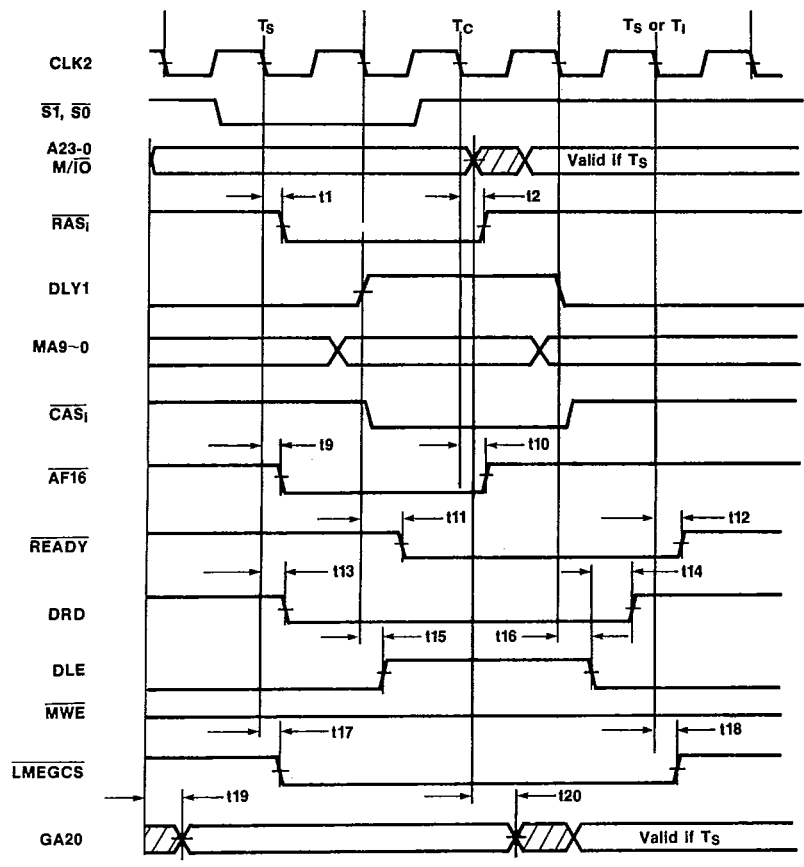 TS TC TS or TI
CLK2
S1, S0
A23-0
M/IO
Valid if TS
t1 t2
RASi
DLY1
MA9~0
CASi
t9 t10
AF16
t11 t12
READY
t13 t14
DRD
t15 t16
DLE
MWE
t17 t18
LMEGCS
t19 t20
GA20
Valid if TS